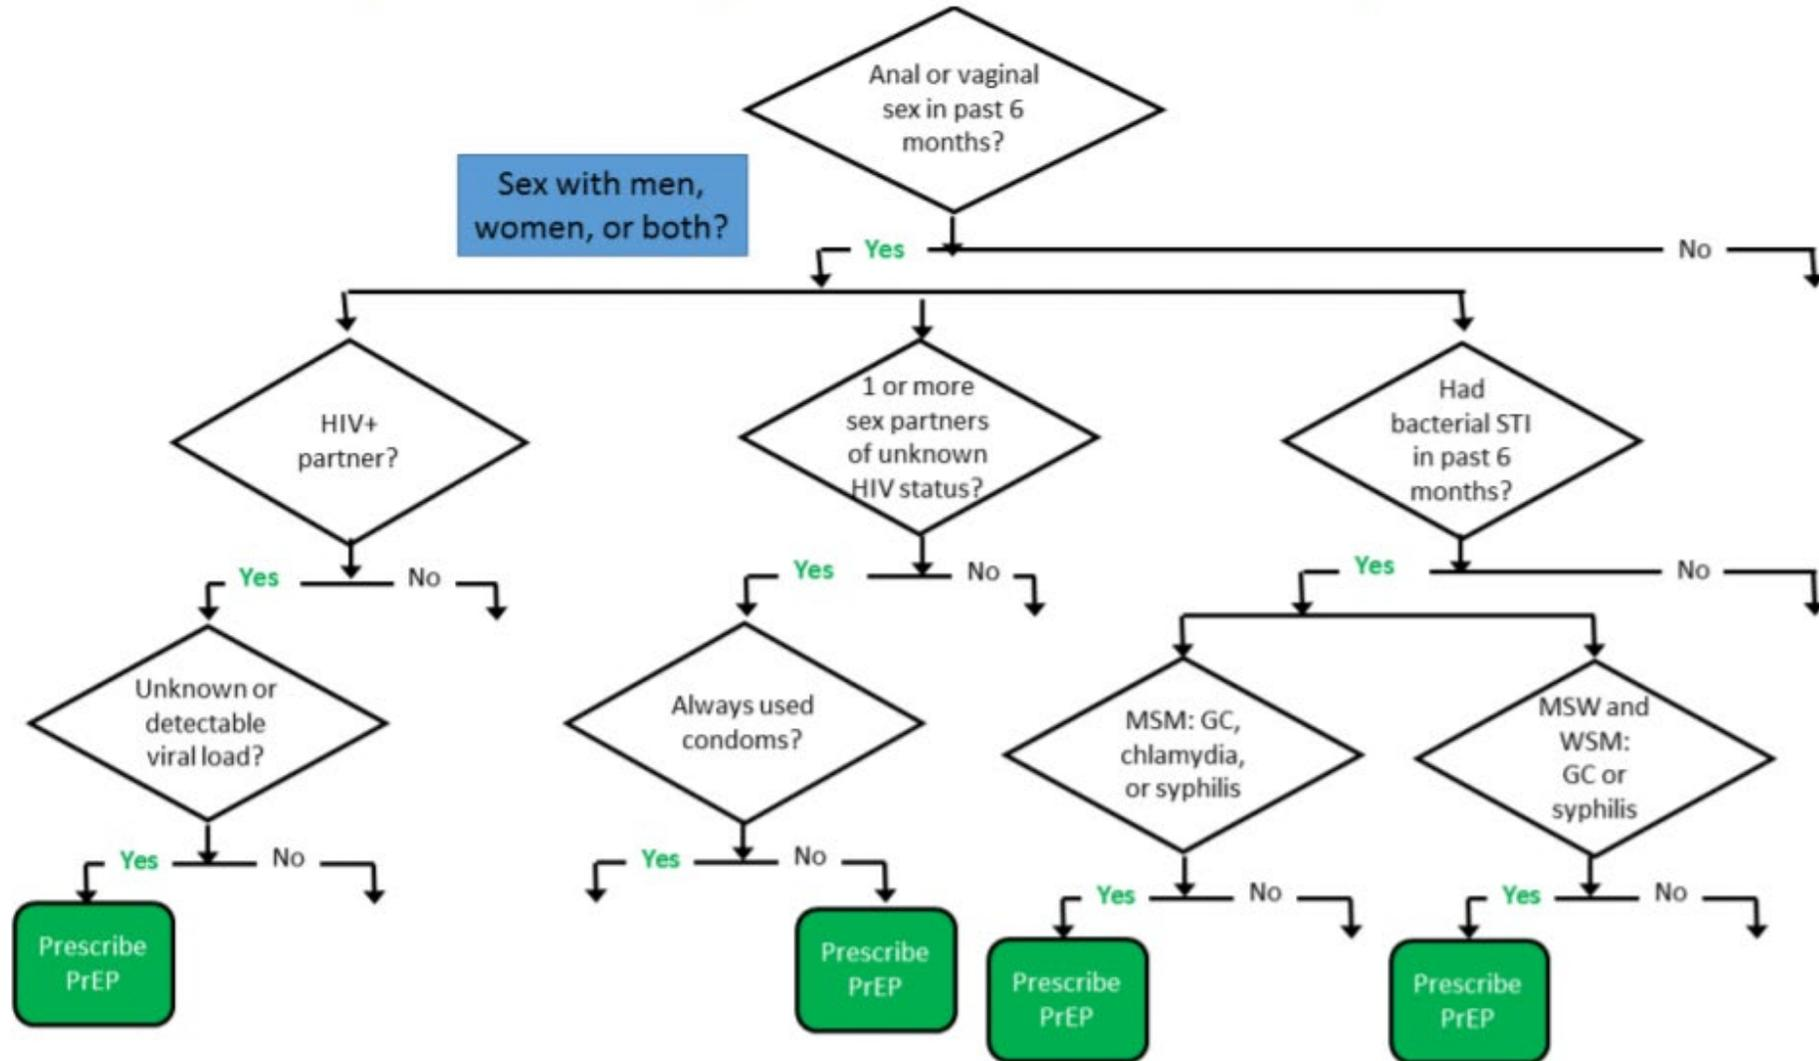 Anal or vaginal
sex in past 6
months?
Sex with men,
women, or both?
Yes
No
HIV+
partner?
1 or more
sex partners
of unknown
HIV status?
Had
bacterial STI
in past 6
months?
Yes
No
Yes
No
Yes
No
Unknown or
detectable
viral load?
Always used
condoms?
MSM: GC,
chlamydia,
or syphilis
MSW and
WSM:
GC or
syphilis
Yes
No
Yes
No
Yes
No
Yes
No
Prescribe
PrEP
Prescribe
PrEP
Prescribe
PrEP
Prescribe
PrEP